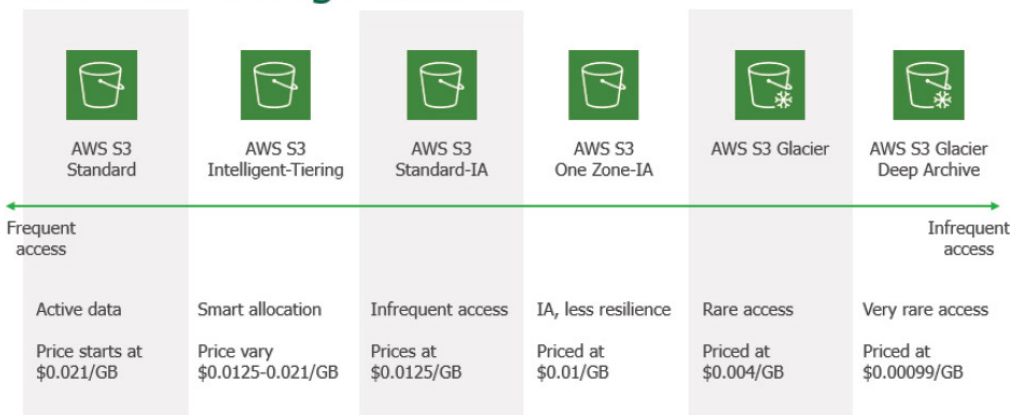 AWS S3
Standard
AWS S3
Intelligent-Tiering
AWS S3
Standard-IA
AWS S3
One Zone-IA
AWS S3 Glacier
AWS S3 Glacier
Deep Archive
Frequent
access
Infrequent
access
Active data
Smart allocation
Infrequent access
IA, less resilience
Rare access
Very rare access
Price starts at
$0.021/GB
Price vary
$0.0125-0.021/GB
Prices at
$0.0125/GB
Priced at
$0.01/GB
Priced at
$0.004/GB
Priced at
$0.00099/GB